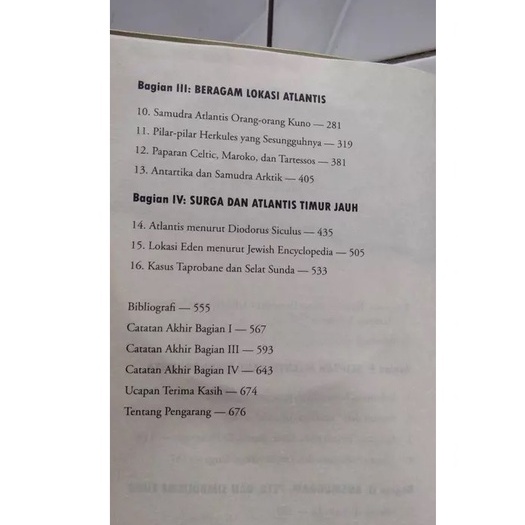 Bagian III: BERAGAM LOKASI ATLANTIS
10. Samudra Atlantis Orang-orang Kuno — 281
11. Pilar-pilar Herkules yang Sesungguhnya — 319
12. Paparan Celtic, Maroko, dan Tartessos — 381
13. Antartika dan Samudra Arktik — 405
Bagian IV: SURGA DAN ATLANTIS TIMUR JAUH
14. Atlantis menurut Diodorus Siculus — 435
15. Lokasi Eden menurut Jewish Encyclopedia — 505
16. Kasus Taprobane dan Selat Sunda — 533
Bibliografi — 555
Catatan Akhir Bagian I — 567
Catatan Akhir Bagian III — 593
Catatan Akhir Bagian IV — 643
Ucapan Terima Kasih — 674
Tentang Pengarang — 676